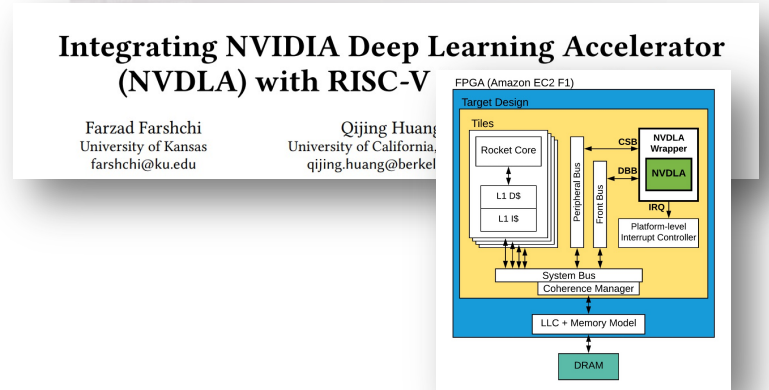 Integrating NVIDIA Deep Learning Accelerator
(NVDLA) with RISC-V
Farzad Farshchi
University of Kansas
farshchi@ku.edu
Qijing Huang
University of California,
qijing.huang@berkel
FPGA (Amazon EC2 F1)
Target Design
Tiles
Rocket Core
L1 D$
L1 I$
Peripheral Bus
Front Bus
CSB
DBB
NVDLA
Wrapper
NVDLA
IRQ
Platform-level
Interrupt Controller
System Bus
Coherence Manager
LLC + Memory Model
DRAM